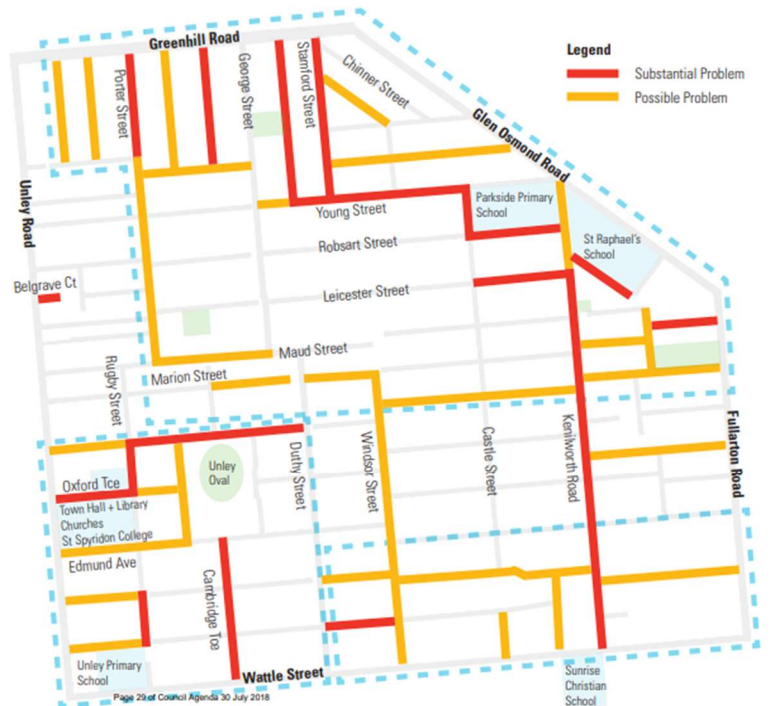 Greenhill Road
Legend
Substantial Problem
Possible Problem
Porter Street
George Street
Stamford Street
Chinner Street
Glen Osmond Road
Unley Road
Young Street
Parkside Primary
School
Robsart Street
St Raphael's
School
Belgrave Ct
Leicester Street
Maud Street
Marion Street
Rugby Street
Duthy Street
Windsor Street
Castle Street
Kenilworth Road
Fullarton Road
Unley
Oval
Oxford Tce
Town Hall + Library
Churches
St Spyridon College
Edmund Ave
Cambridge Tce
Unley Primary
School
Wattle Street
Sunrise
Christian
School
Page 29 of Council Agenda 30 July 2018